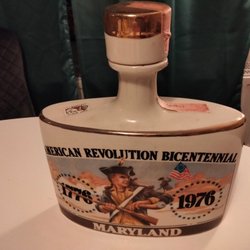 AMERICAN REVOLUTION BICENTENNIAL
1776
1976
MARYLAND